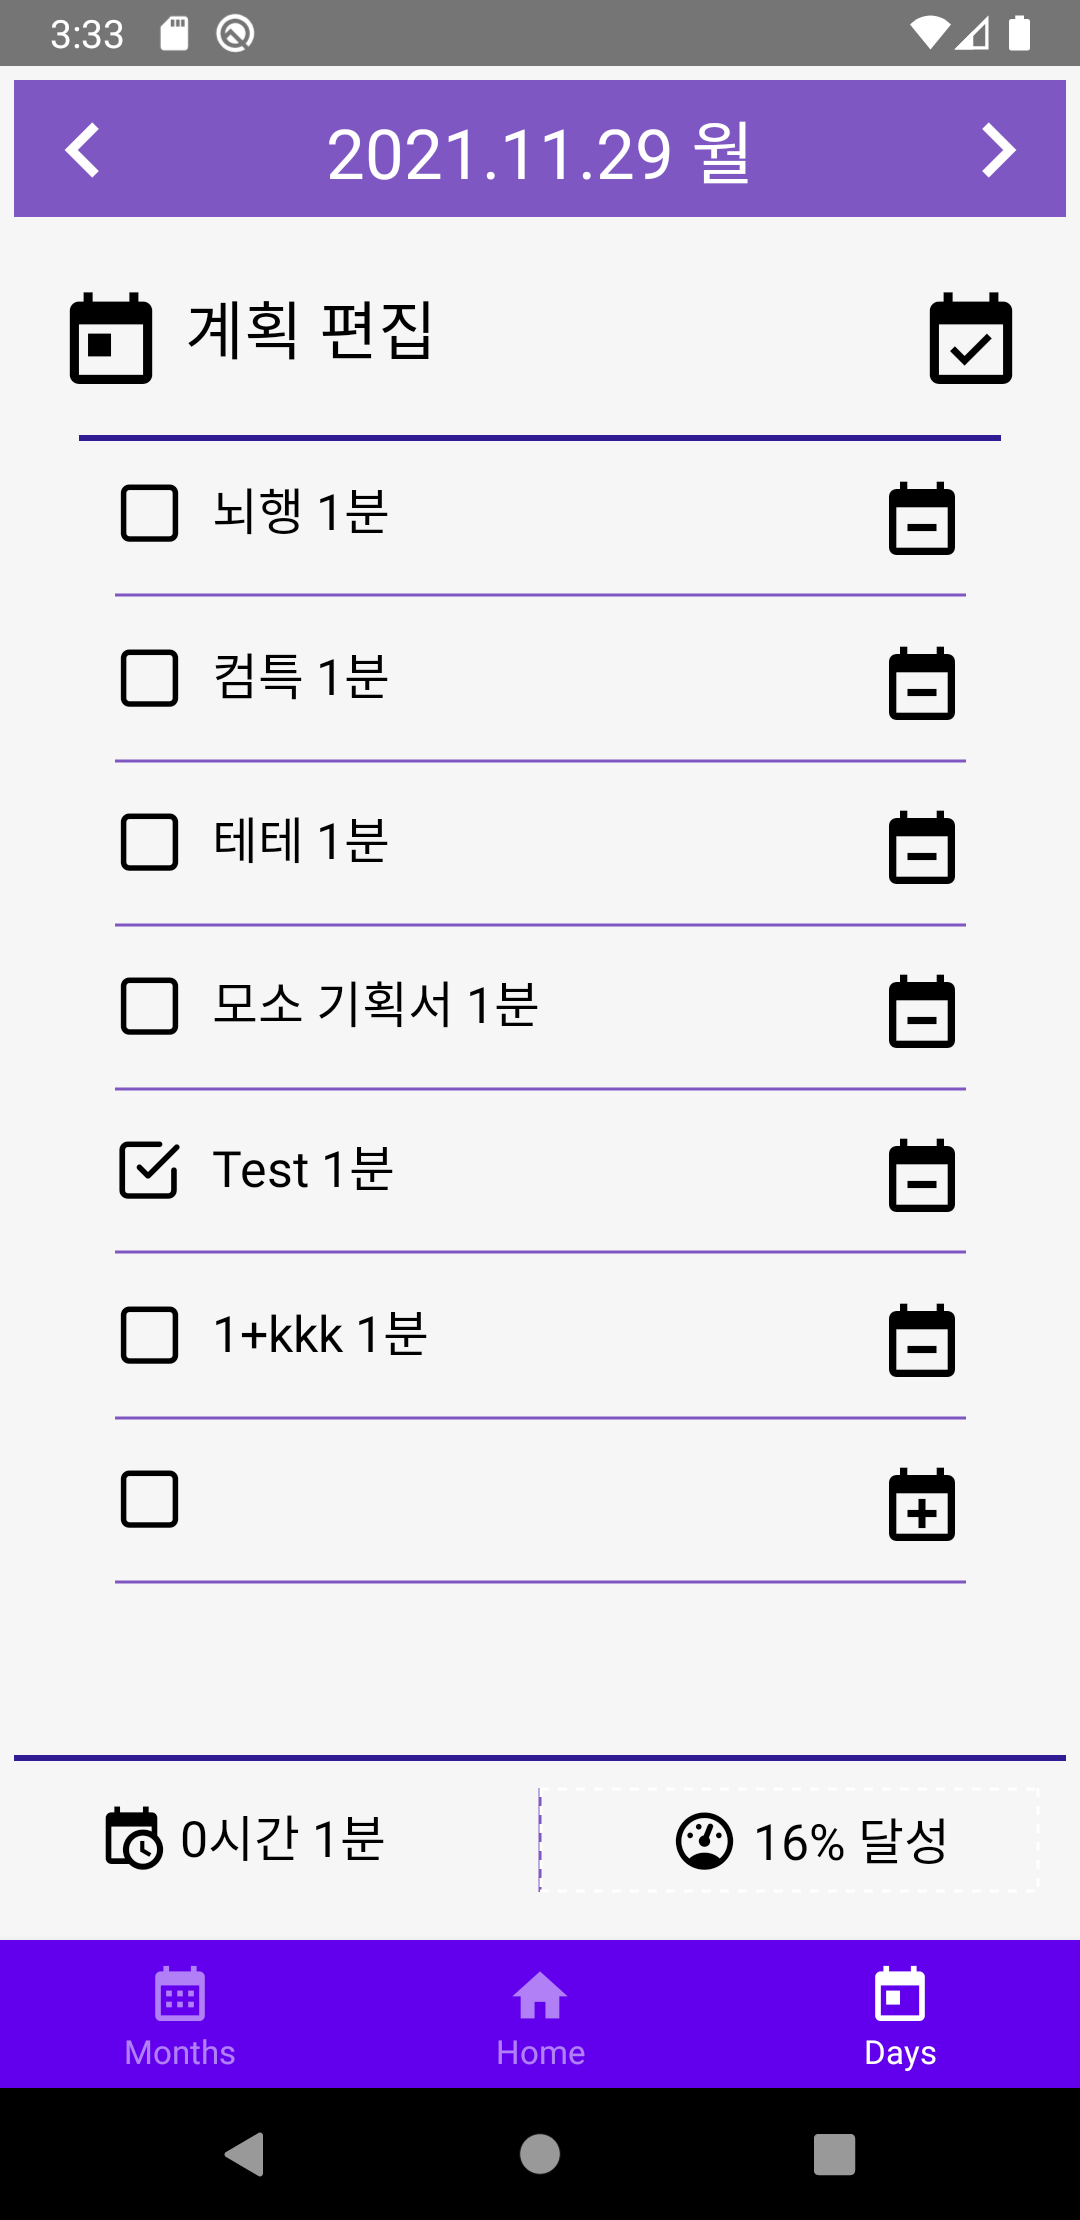 3:33
2021.11.29 월
계획 편집
뇌행 1분
컴특 1분
테테 1분
모소 기획서 1분
Test 1분
1+kkk 1분
0시간 1분
16% 달성
Months
Home
Days